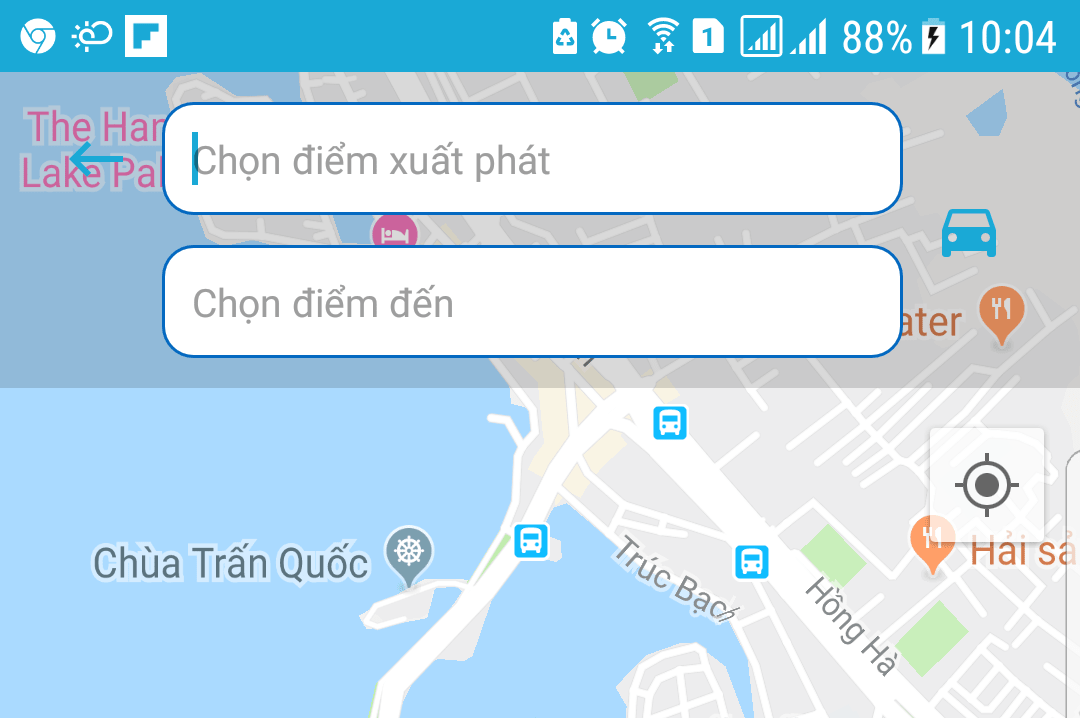 1 88% 10:04
The Han
Lake Pal
Chọn điểm xuất phát
Chọn điểm đến
ater
Chùa Trấn Quốc
Trúc Bạch
Hồng Hà
Hải sả